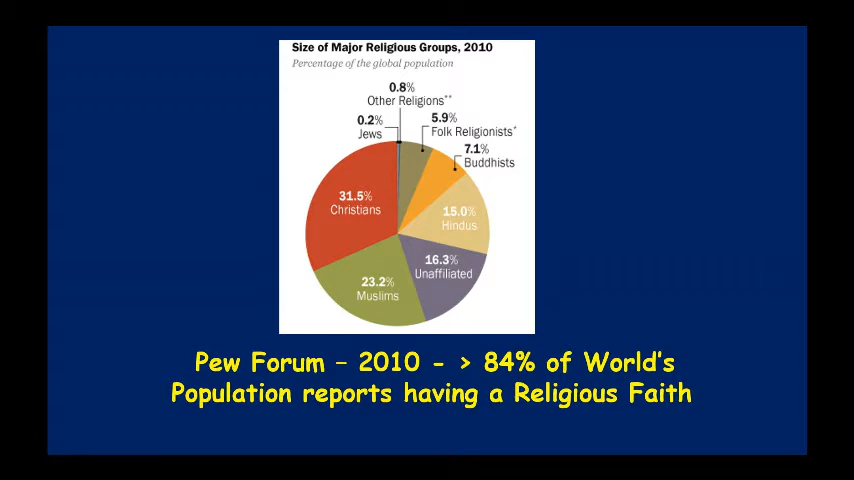 Size of Major Religious Groups, 2010
Percentage of the global population
0.8%
Other Religions**
0.2%
Jews
5.9%
Folk Religionists*
7.1%
Buddhists
31.5%
Christians
15.0%
Hindus
16.3%
Unaffiliated
23.2%
Muslims
Pew Forum – 2010 - > 84% of World's
Population reports having a Religious Faith